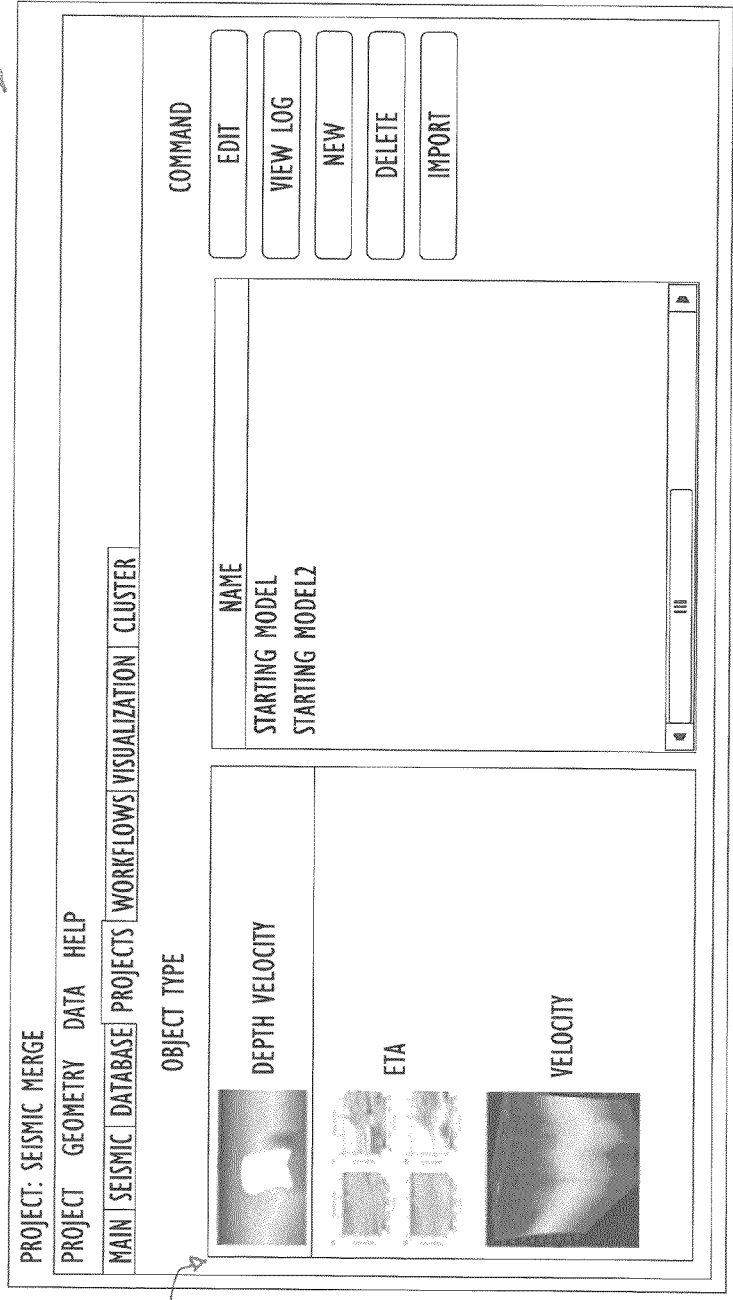 PROJECT: SEISMIC MERGE
PROJECT GEOMETRY DATA HELP
MAIN SEISMIC DATABASE PROJECTS WORKFLOWS VISUALIZATION CLUSTER
OBJECT TYPE
DEPTH VELOCITY
ETA
VELOCITY
NAME
STARTING MODEL
STARTING MODEL2
COMMAND
EDIT
VIEW LOG
NEW
DELETE
IMPORT